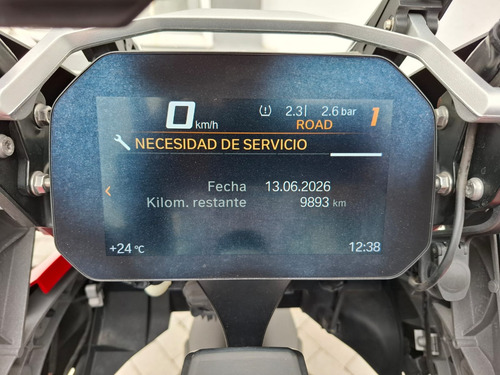 0 km/h
2.3| 2.6 bar
ROAD
1
NECESIDAD DE SERVICIO
Fecha 13.06.2026
Kilom. restante 9893 km
+24 °C
12:38